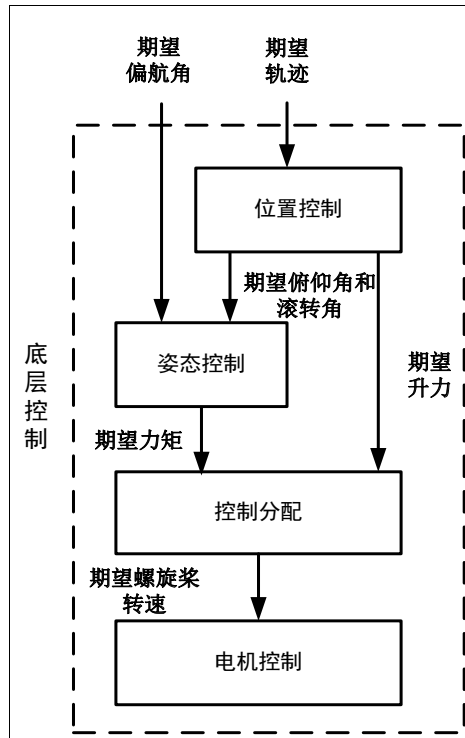 期望
偏航角
期望
轨迹
位置控制
期望俯仰角和
滚转角
姿态控制
底层控制
期望
升力
期望力矩
控制分配
期望螺旋桨
转速
电机控制